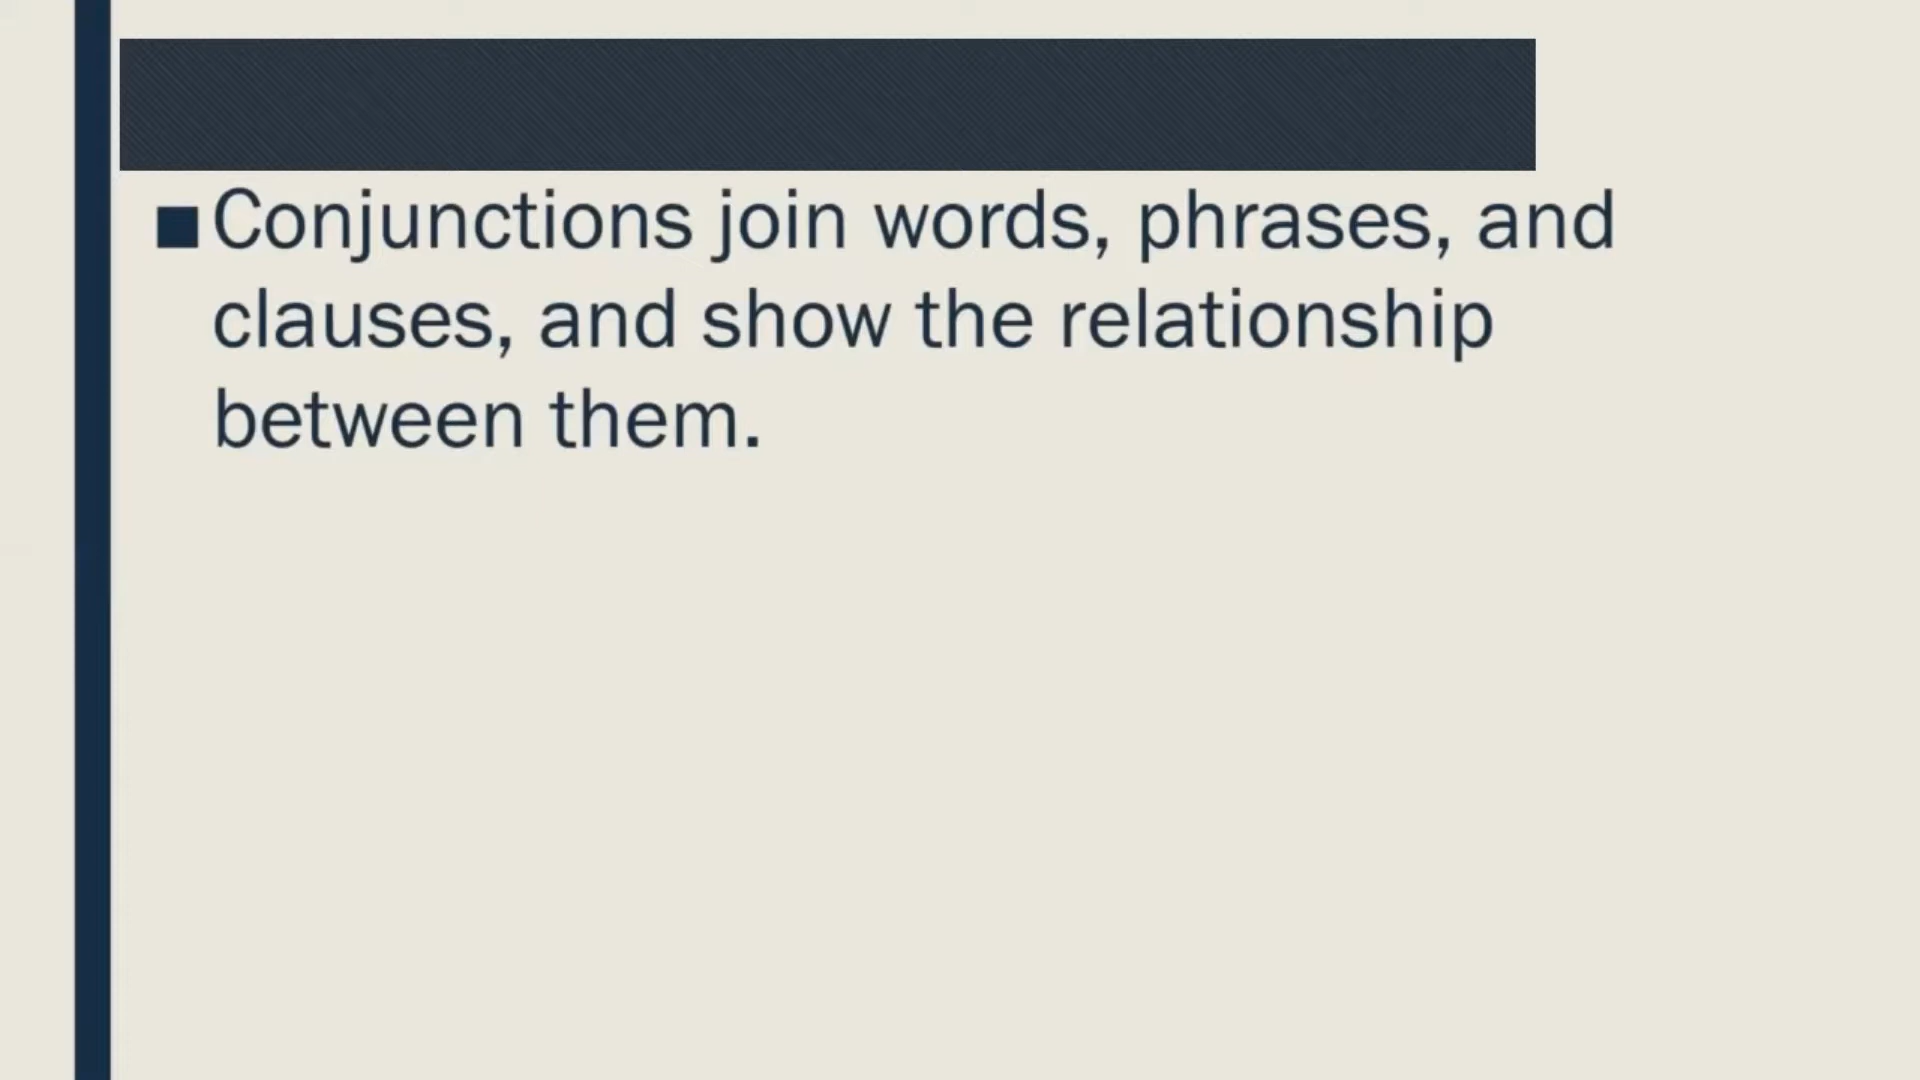 ■Conjunctions join words, phrases, and
clauses, and show the relationship
between them.